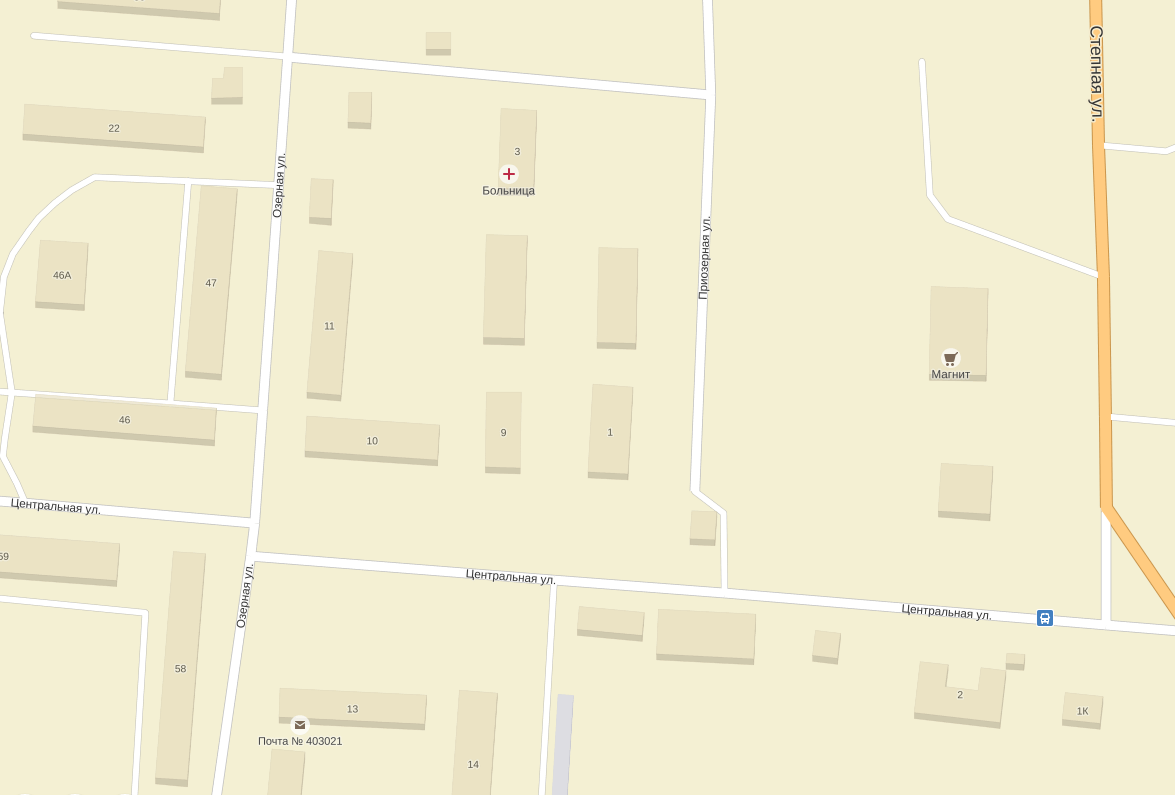 Степная ул.
22
3
Больница
Озерная ул.
Приозерная ул.
46А
47
11
Магнит
46
10
9
1
Центральная ул.
59
Центральная ул.
Озерная ул.
Центральная ул.
58
2
13
1К
Почта № 403021
14